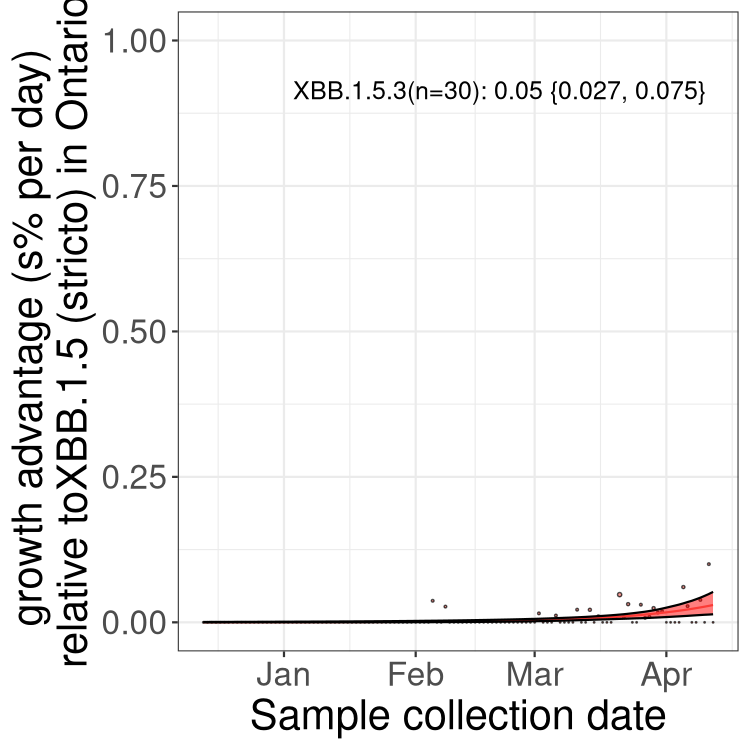 growth advantage (s% per day)
relative toXBB.1.5 (stricto) in Ontario
1.00
XBB.1.5.3(n=30): 0.05 {0.027, 0.075}
0.75
0.50
0.25
0.00
Jan Feb Mar Apr
Sample collection date